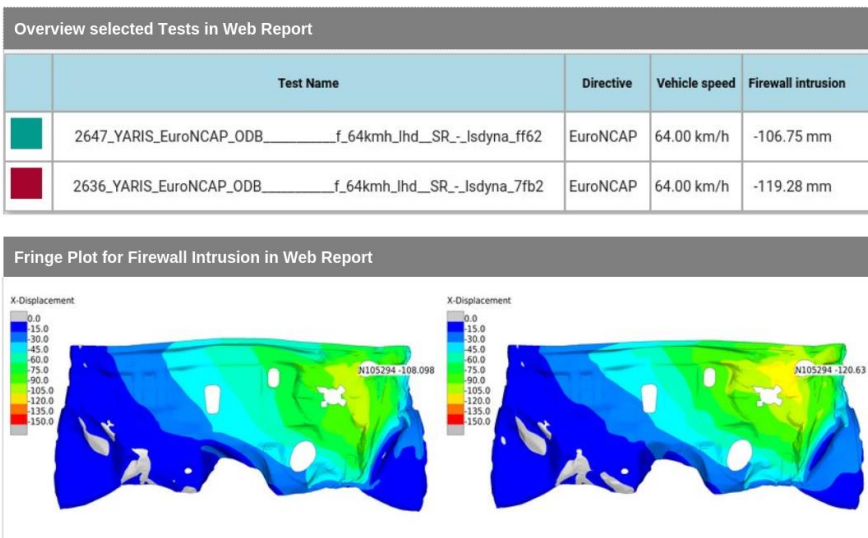 Overview selected Tests in Web Report
Test Name Directive Vehicle speed Firewall intrusion
2647_YARIS_EuroNCAP_ODB__________f_64kmh_lhd__SR_-_lsdyna_ff62 EuroNCAP 64.00 km/h -106.75 mm
2636_YARIS_EuroNCAP_ODB__________f_64kmh_lhd__SR_-_lsdyna_7fb2 EuroNCAP 64.00 km/h -119.28 mm
Fringe Plot for Firewall Intrusion in Web Report
X-Displacement
0.0
-15.0
-30.0
-45.0
-60.0
-75.0
-90.0
-105.0
-120.0
-135.0
-150.0
N105294 -108.098
X-Displacement
0.0
-15.0
-30.0
-45.0
-60.0
-75.0
-90.0
-105.0
-120.0
-135.0
-150.0
N105294 -120.63